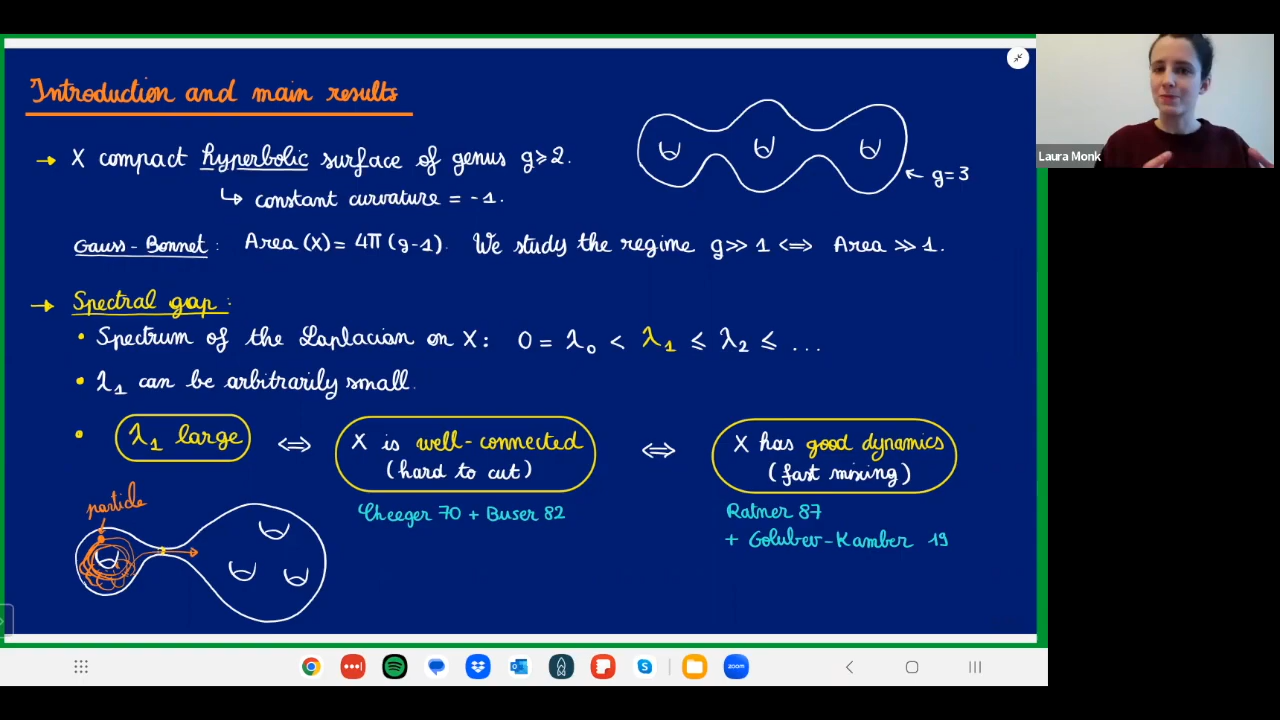 Introduction and main results
→ X compact hyperbolic surface of genus g ⩾ 2.
↳ constant curvature = -1.
← g=3
Gauss-Bonnet: Area(X) = 4π(g-1). We study the regime g ≫ 1 ⟺ Area ≫ 1.
→ Spectral gap:
• Spectrum of the Laplacian on X: 0 = λ₀ < λ₁ ≤ λ₂ ≤ ...
• λ₁ can be arbitrarily small.
• λ₁ large ⟺ X is well-connected (hard to cut) ⟺ X has good dynamics (fast mixing)
Cheeger 70 + Buser 82
Ratner 87
+ Golubev-Kamber 19
particle
Laura Monk
zoom